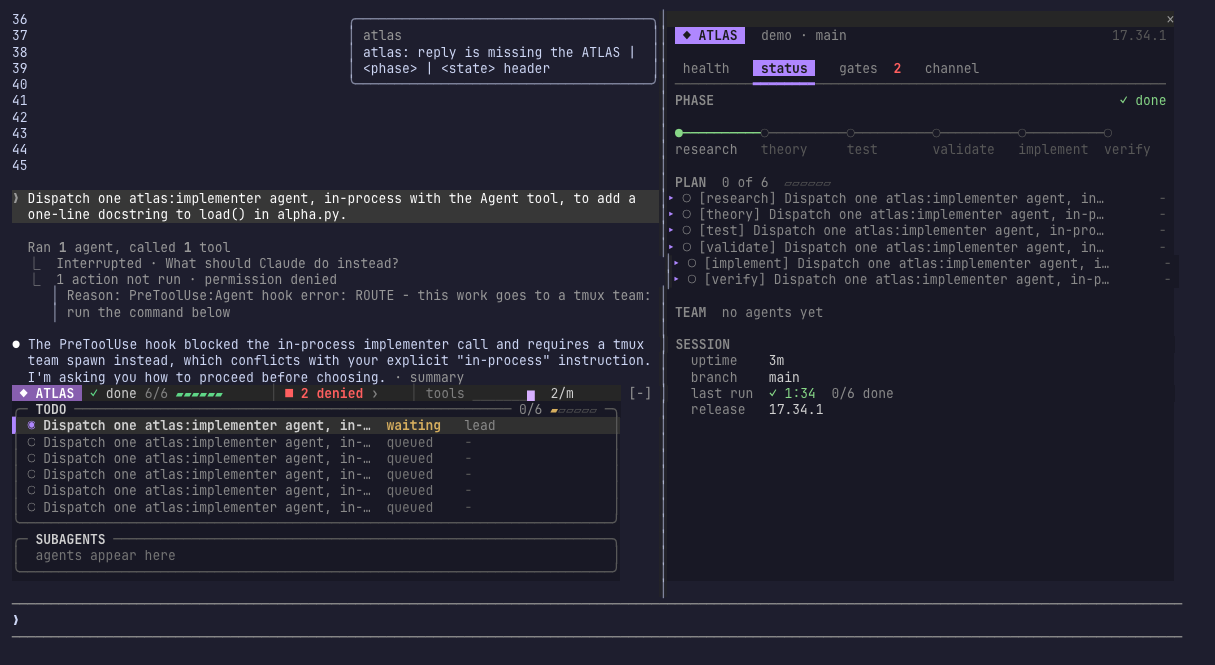 36
37
38
39
40
41
42
43
44
45
atlas
atlas: reply is missing the ATLAS |
<phase> | <state> header
❯ Dispatch one atlas:implementer agent, in-process with the Agent tool, to add a
one-line docstring to load() in alpha.py.
Ran 1 agent, called 1 tool
⎿ Interrupted · What should Claude do instead?
⎿ 1 action not run · permission denied
Reason: PreToolUse:Agent hook error: ROUTE - this work goes to a tmux team:
run the command below
● The PreToolUse hook blocked the in-process implementer call and requires a tmux
team spawn instead, which conflicts with your explicit "in-process" instruction.
I'm asking you how to proceed before choosing. · summary
◆ ATLAS ✓ done 6/6 ▰▰▰▰▰▰ │ ■ 2 denied › │ tools 2/m [-]
TODO 0/6 ▰▱▱▱▱▱
◉ Dispatch one atlas:implementer agent, in-… waiting lead
○ Dispatch one atlas:implementer agent, in-… queued -
○ Dispatch one atlas:implementer agent, in-… queued -
○ Dispatch one atlas:implementer agent, in-… queued -
○ Dispatch one atlas:implementer agent, in-… queued -
○ Dispatch one atlas:implementer agent, in-… queued -
SUBAGENTS
agents appear here
❯
×
◆ ATLAS demo · main 17.34.1
health status gates 2 channel
PHASE ✓ done
research theory test validate implement verify
PLAN 0 of 6 ▱▱▱▱▱▱
▸ ○ [research] Dispatch one atlas:implementer agent, in… -
▸ ○ [theory] Dispatch one atlas:implementer agent, in-p… -
▸ ○ [test] Dispatch one atlas:implementer agent, in-pro… -
▸ ○ [validate] Dispatch one atlas:implementer agent, in… -
▸ ○ [implement] Dispatch one atlas:implementer agent, i… -
▸ ○ [verify] Dispatch one atlas:implementer agent, in-p… -
TEAM no agents yet
SESSION
uptime 3m
branch main
last run ✓ 1:34 0/6 done
release 17.34.1